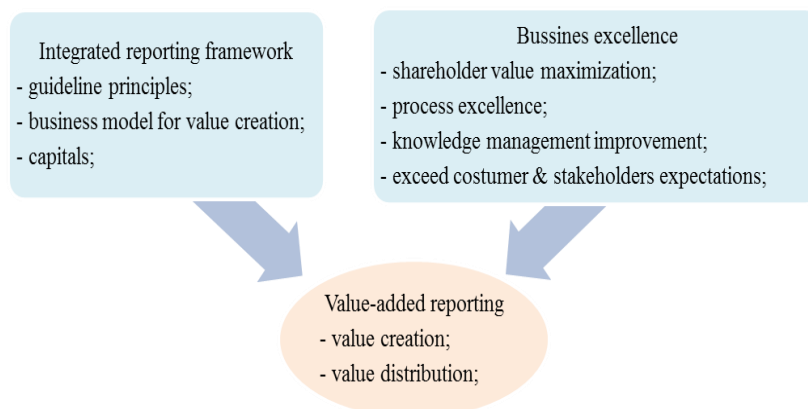 Integrated reporting framework
- guideline principles;
- business model for value creation;
- capitals;
Bussines excellence
- shareholder value maximization;
- process excellence;
- knowledge management improvement;
- exceed costumer & stakeholders expectations;
Value-added reporting
- value creation;
- value distribution;